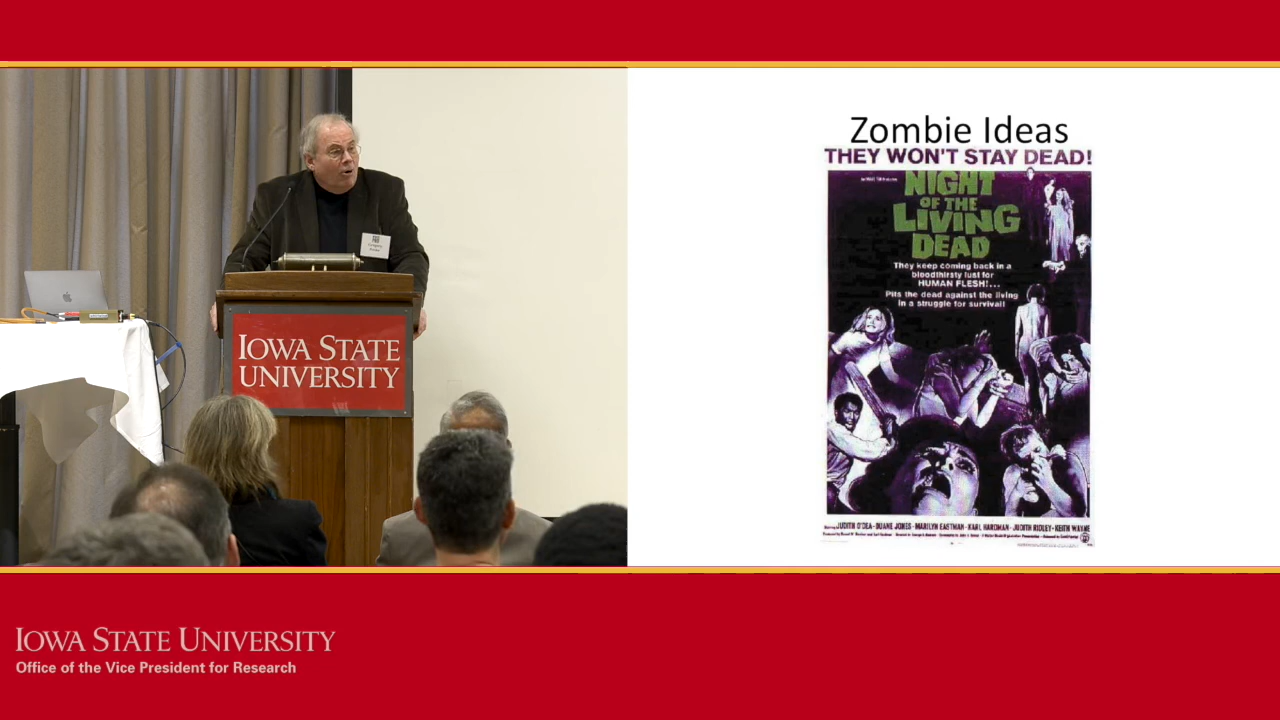 IOWA STATE
UNIVERSITY
Zombie Ideas
THEY WON'T STAY DEAD!
NIGHT
OF THE
LIVING
DEAD
They keep coming back in a
bloodthirsty lust for
HUMAN FLESH!...
Pits the dead against the living
in a struggle for survival!
JUDITH O'DEA · DUANE JONES · MARILYN EASTMAN · KARL HARDMAN · JUDITH RIDLEY · KEITH WAYNE
IOWA STATE UNIVERSITY
Office of the Vice President for Research